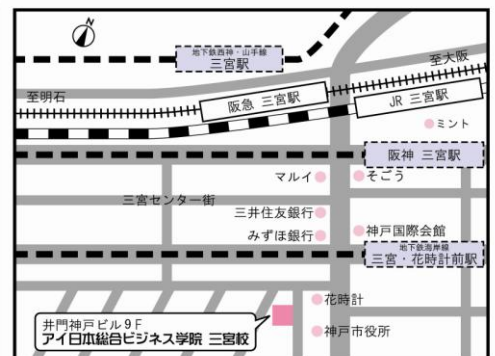 N
地下鉄西神・山手線
三宮駅
至大阪
至明石
阪急 三宮駅
JR 三宮駅
ミント
阪神 三宮駅
マルイ
そごう
三宮センター街
三井住友銀行
神戸国際会館
みずほ銀行
地下鉄海岸線
三宮・花時計前駅
花時計
井門神戸ビル9F
アイ日本総合ビジネス学院 三宮校
神戸市役所